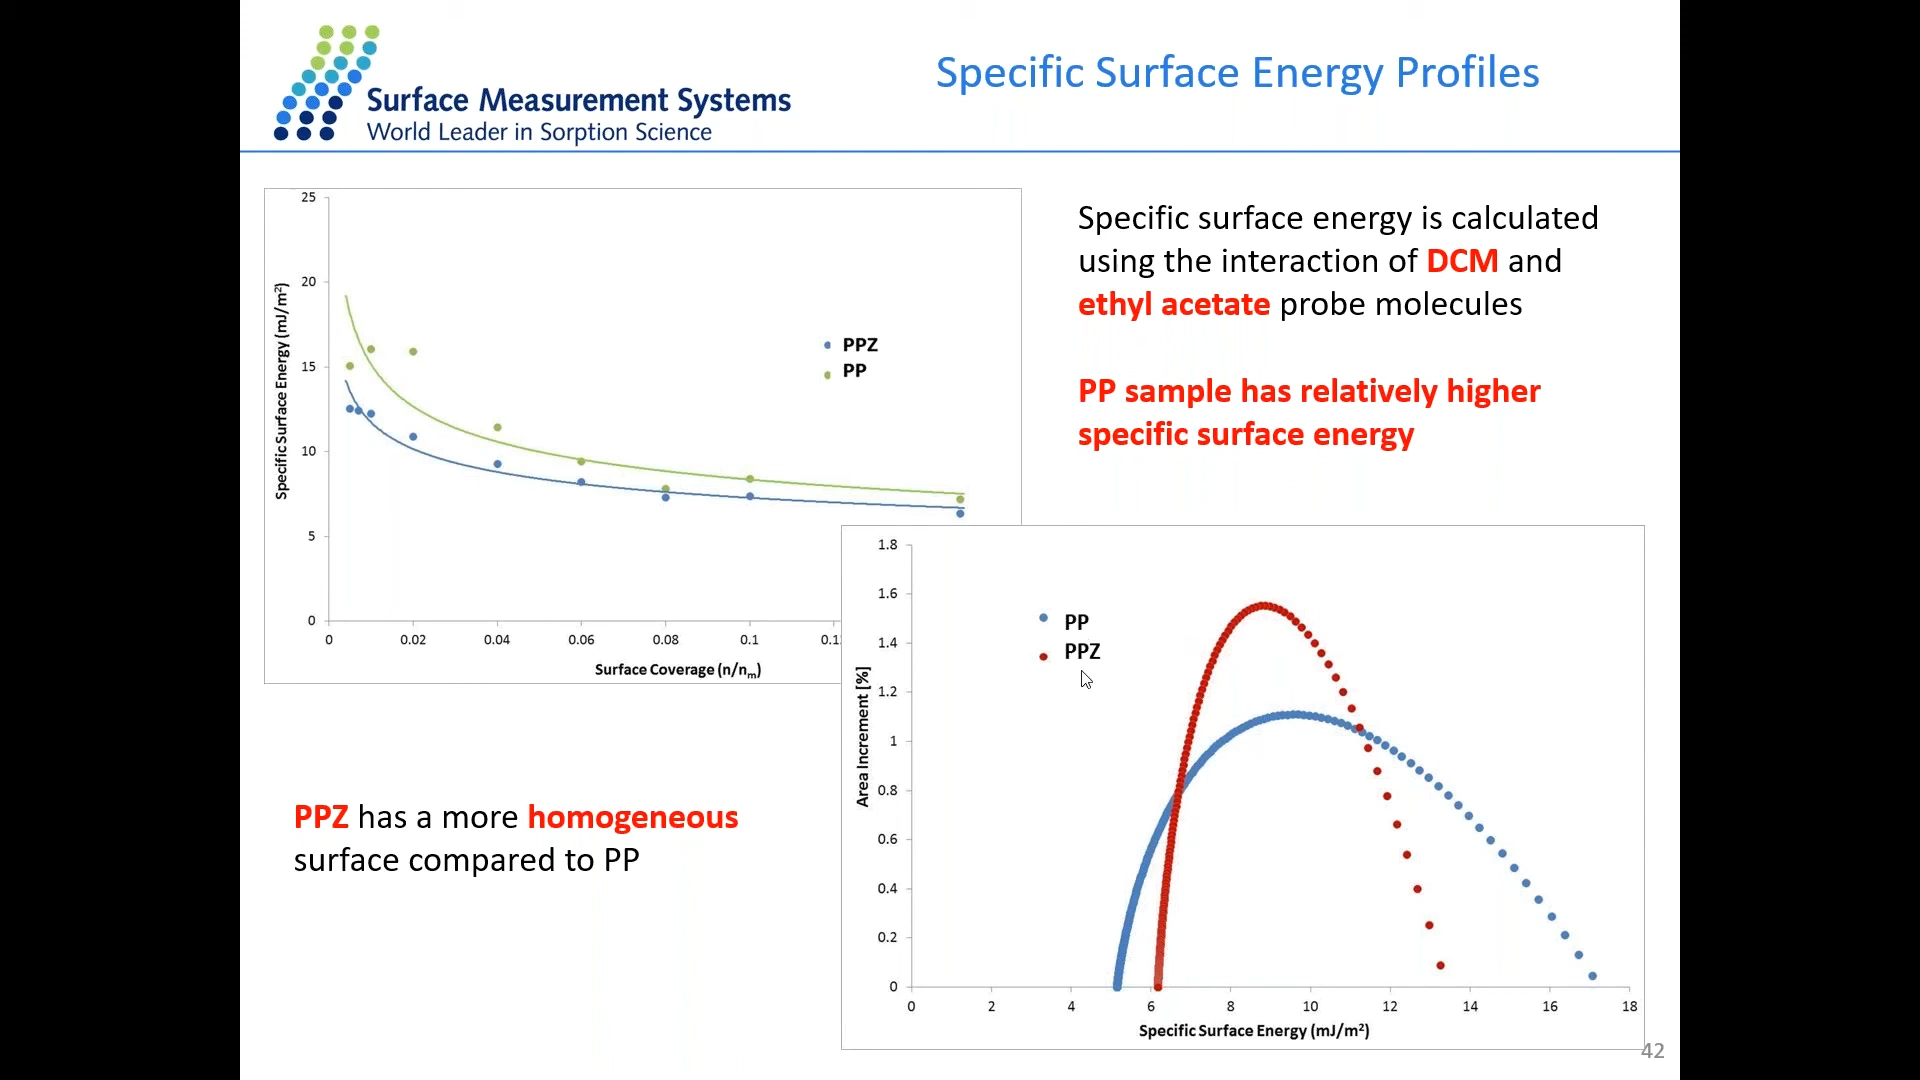 Surface Measurement Systems
World Leader in Sorption Science
Specific Surface Energy Profiles
25
20
15
10
5
0
Specific Surface Energy (mJ/m²)
PPZ
PP
0 0.02 0.04 0.06 0.08 0.1
Surface Coverage (n/nm)
Specific surface energy is calculated
using the interaction of DCM and
ethyl acetate probe molecules
PP sample has relatively higher
specific surface energy
1.8
1.6
1.4
1.2
1
0.8
0.6
0.4
0.2
0
Area Increment [%]
PP
PPZ
0 2 4 6 8 10 12 14 16 18
Specific Surface Energy (mJ/m²)
PPZ has a more homogeneous
surface compared to PP
42